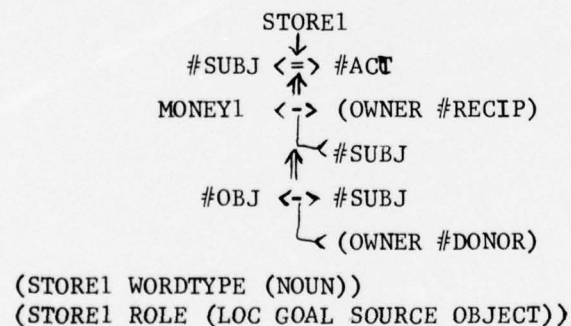 STORE1
#SUBJ <=> #ACT
MONEY1 <-> (OWNER #RECIP)
#SUBJ
#OBJ <-> #SUBJ
(OWNER #DONOR)
(STORE1 WORDTYPE (NOUN))
(STORE1 ROLE (LOC GOAL SOURCE OBJECT))